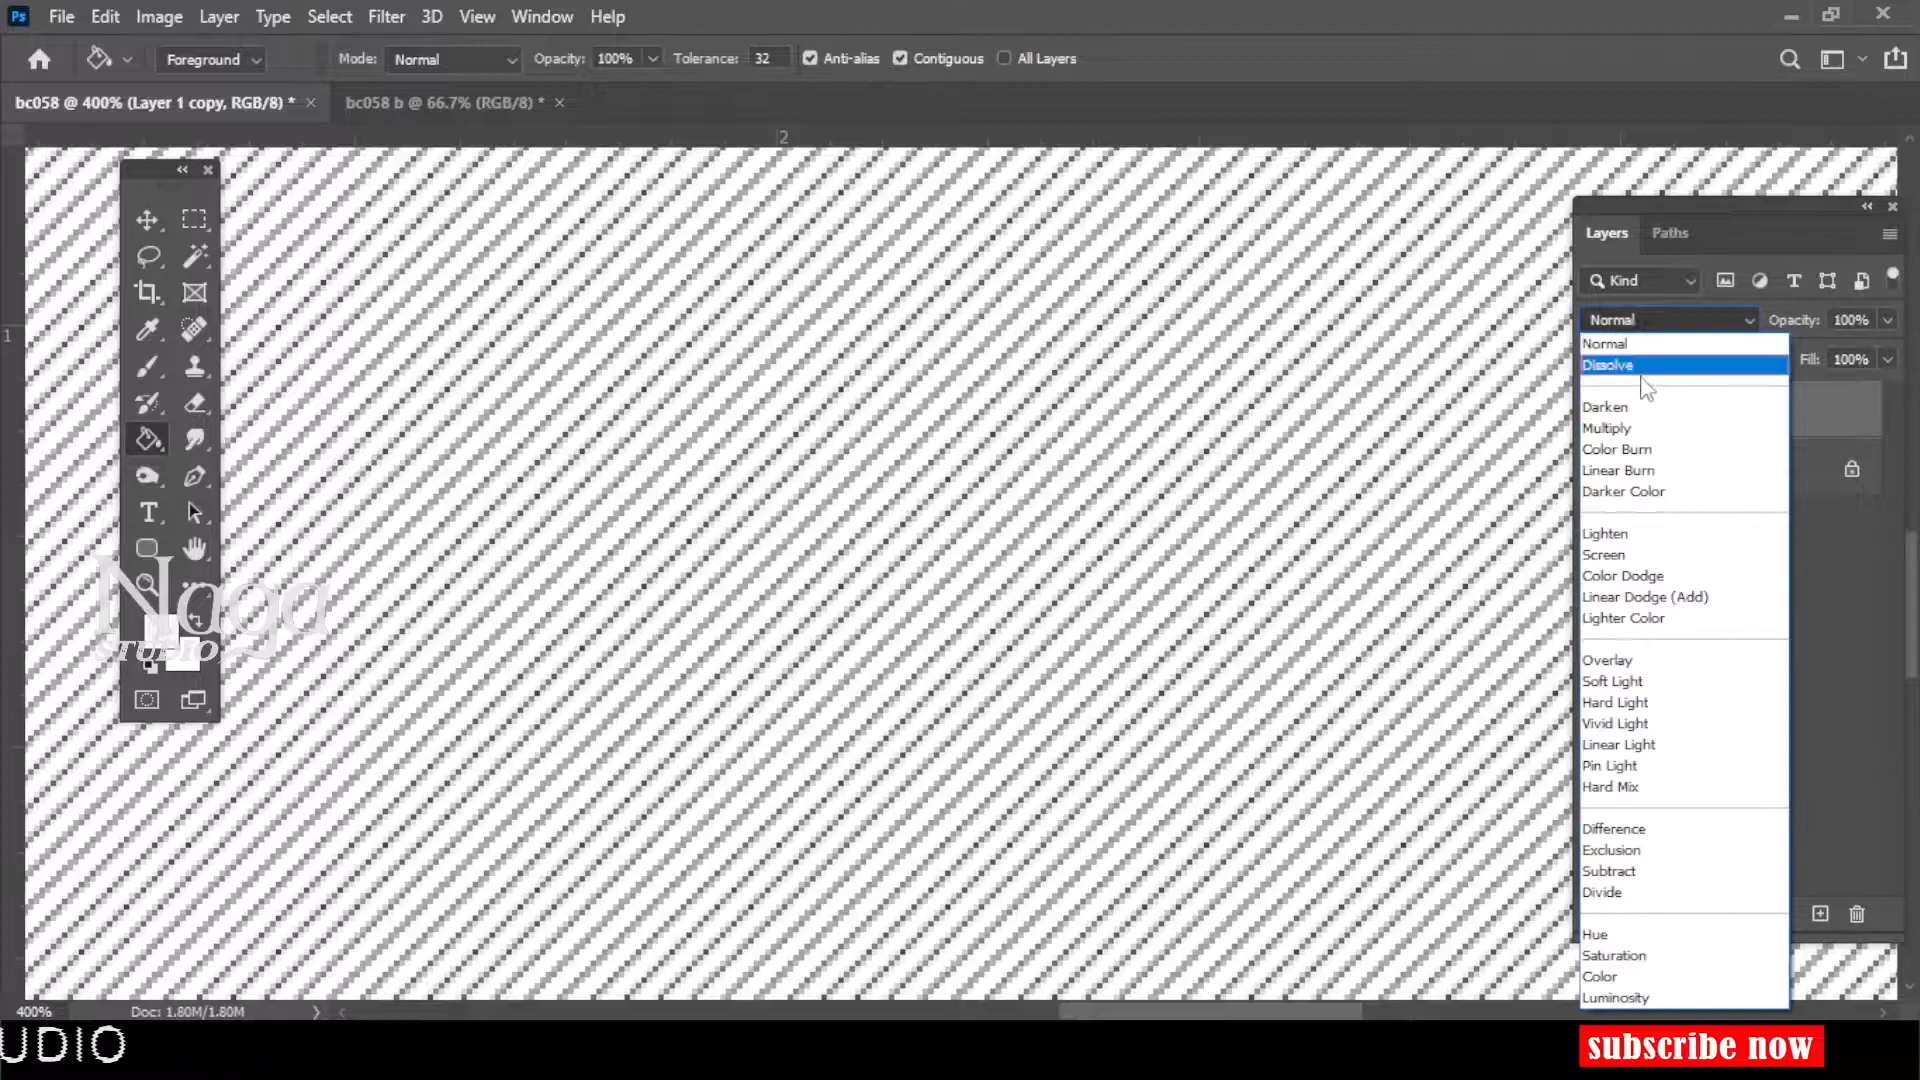 Ps File Edit Image Layer Type Select Filter 3D View Window Help
Foreground Mode: Normal Opacity: 100% Tolerance: 32 Anti-alias Contiguous All Layers
bc058 @ 400% (Layer 1 copy, RGB/8) * × bc058 b @ 66.7% (RGB/8) * ×
2
1
Layers Paths
Kind
Normal Opacity: 100%
Fill: 100%
Normal
Dissolve
Darken
Multiply
Color Burn
Linear Burn
Darker Color
Lighten
Screen
Color Dodge
Linear Dodge (Add)
Lighter Color
Overlay
Soft Light
Hard Light
Vivid Light
Linear Light
Pin Light
Hard Mix
Difference
Exclusion
Subtract
Divide
Hue
Saturation
Color
Luminosity
Naga
STUDIO
400% Doc: 1.80M/1.80M
UDIO
subscribe now